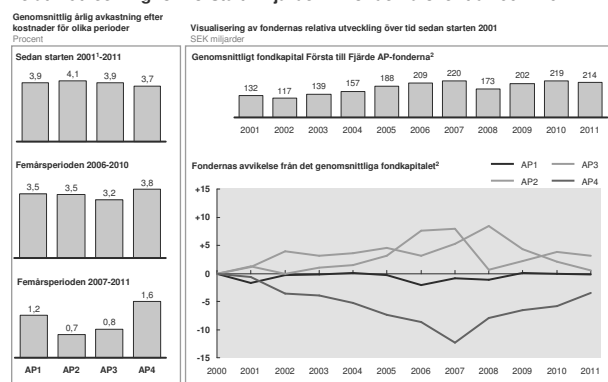 Genomsnittlig årlig avkastning efter
kostnader för olika perioder
Procent
Sedan starten 2001¹-2011
3,9 4,1 3,9 3,7
Femårsperioden 2006-2010
3,5 3,5 3,2 3,8
Femårsperioden 2007-2011
1,2 0,7 0,8 1,6
AP1 AP2 AP3 AP4
Visualisering av fondernas relativa utveckling över tid sedan starten 2001
SEK miljarder
Genomsnittligt fondkapital Första till Fjärde AP-fonderna²
132 117 139 157 188 209 220 173 202 219 214
2001 2002 2003 2004 2005 2006 2007 2008 2009 2010 2011
Fondernas avvikelse från det genomsnittliga fondkapitalet²
AP1 AP3
AP2 AP4
+15
+10
+5
0
-5
-10
-15
2000 2001 2002 2003 2004 2005 2006 2007 2008 2009 2010 2011